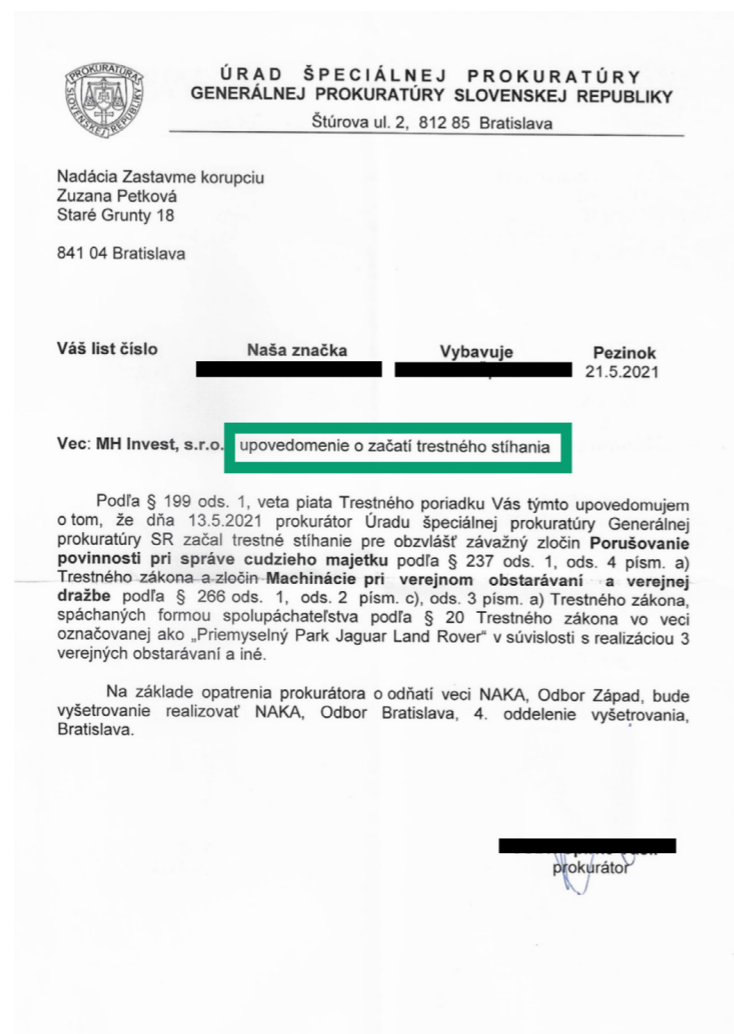 PROKURATÚRA SLOVENSKEJ REPUBLIKY
ÚRAD ŠPECIÁLNEJ PROKURATÚRY
GENERÁLNEJ PROKURATÚRY SLOVENSKEJ REPUBLIKY
Štúrova ul. 2, 812 85 Bratislava
Nadácia Zastavme korupciu
Zuzana Petková
Staré Grunty 18
841 04 Bratislava
Váš list číslo Naša značka Vybavuje Pezinok
21.5.2021
Vec: MH Invest, s.r.o. upovedomenie o začatí trestného stíhania
Podľa § 199 ods. 1, veta piata Trestného poriadku Vás týmto upovedomujem
o tom, že dňa 13.5.2021 prokurátor Úradu špeciálnej prokuratúry Generálnej
prokuratúry SR začal trestné stíhanie pre obzvlášť závažný zločin Porušovanie
povinnosti pri správe cudzieho majetku podľa § 237 ods. 1, ods. 4 písm. a)
Trestného zákona a zločin Machinácie pri verejnom obstarávaní a verejnej
dražbe podľa § 266 ods. 1, ods. 2 písm. c), ods. 3 písm. a) Trestného zákona,
spáchaných formou spolupáchateľstva podľa § 20 Trestného zákona vo veci
označovanej ako „Priemyselný Park Jaguar Land Rover“ v súvislosti s realizáciou 3
verejných obstarávaní a iné.
Na základe opatrenia prokurátora o odňatí veci NAKA, Odbor Západ, bude
vyšetrovanie realizovať NAKA, Odbor Bratislava, 4. oddelenie vyšetrovania,
Bratislava.
prokurátor